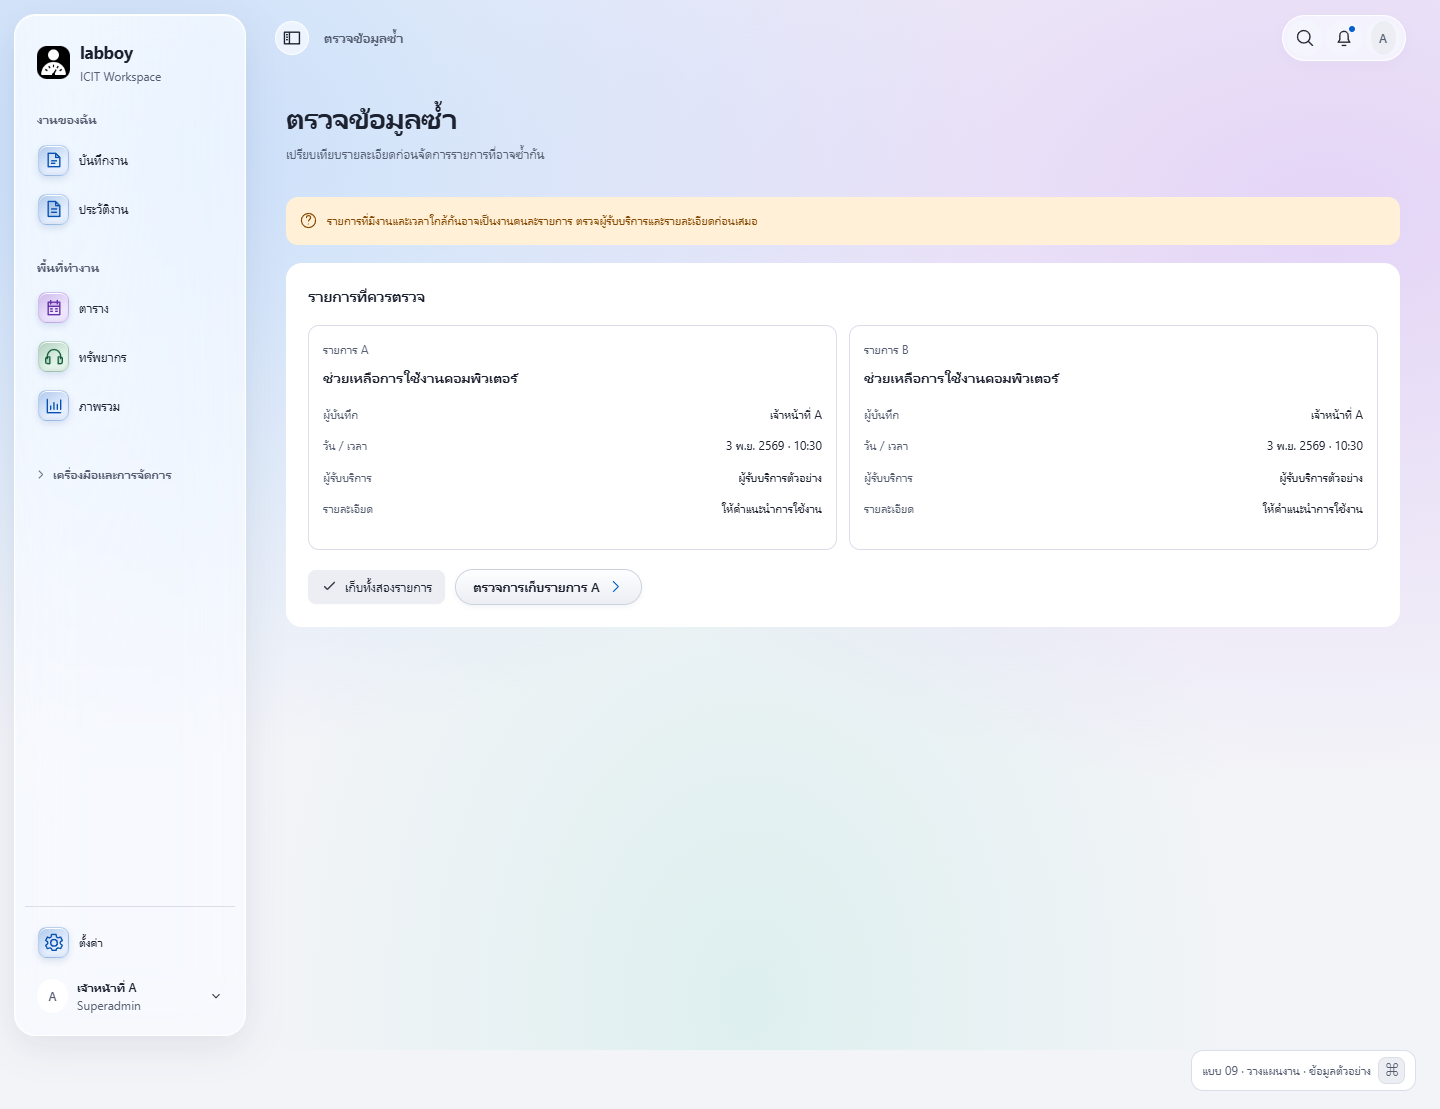 labboy
ICIT Workspace
งานของฉัน
บันทึกงาน
ประวัติงาน
พื้นที่ทำงาน
ตาราง
ทรัพยากร
ภาพรวม
เครื่องมือและการจัดการ
ตั้งค่า
A
เจ้าหน้าที่ A
Superadmin
ตรวจข้อมูลซ้ำ
A
ตรวจข้อมูลซ้ำ
เปรียบเทียบรายละเอียดก่อนจัดการรายการที่อาจซ้ำกัน
รายการที่มีงานและเวลาใกล้กันอาจเป็นงานคนละรายการ ตรวจผู้รับบริการและรายละเอียดก่อนเสมอ
รายการที่ควรตรวจ
รายการ A
ช่วยเหลือการใช้งานคอมพิวเตอร์
ผู้บันทึก เจ้าหน้าที่ A
วัน / เวลา 3 พ.ย. 2569 · 10:30
ผู้รับบริการ ผู้รับบริการตัวอย่าง
รายละเอียด ให้คำแนะนำการใช้งาน
รายการ B
ช่วยเหลือการใช้งานคอมพิวเตอร์
ผู้บันทึก เจ้าหน้าที่ A
วัน / เวลา 3 พ.ย. 2569 · 10:30
ผู้รับบริการ ผู้รับบริการตัวอย่าง
รายละเอียด ให้คำแนะนำการใช้งาน
เก็บทั้งสองรายการ
ตรวจการเก็บรายการ A
แบบ 09 · วางแผนงาน · ข้อมูลตัวอย่าง ⌘